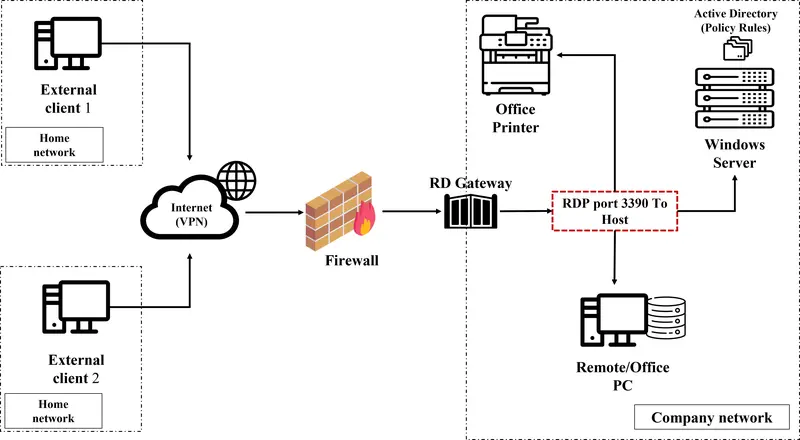 External
client 1
Home
network
Internet
(VPN)
External
client 2
Home
network
Firewall
RD Gateway
Office
Printer
Active Directory
(Policy Rules)
Windows
Server
RDP port 3390 To
Host
Remote/Office
PC
Company network